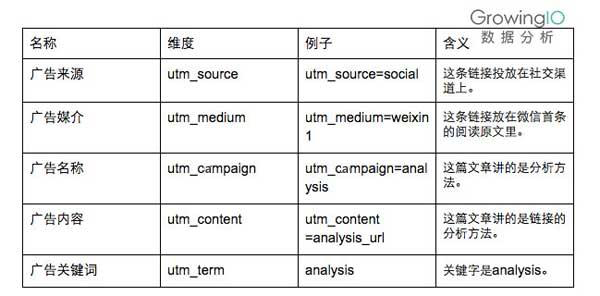 GrowingIO
数据分析
名称 维度 例子 含义
广告来源 utm_source utm_source=social 这条链接投放在社交渠
道上。
广告媒介 utm_medium utm_medium=weixin
1 这条链接放在微信首条
的阅读原文里。
广告名称 utm_campaign utm_campaign=anal
ysis 这篇文章讲的是分析方
法。
广告内容 utm_content utm_content
=analysis_url 这篇文章讲的是链接的
分析方法。
广告关键词 utm_term analysis 关键字是analysis。